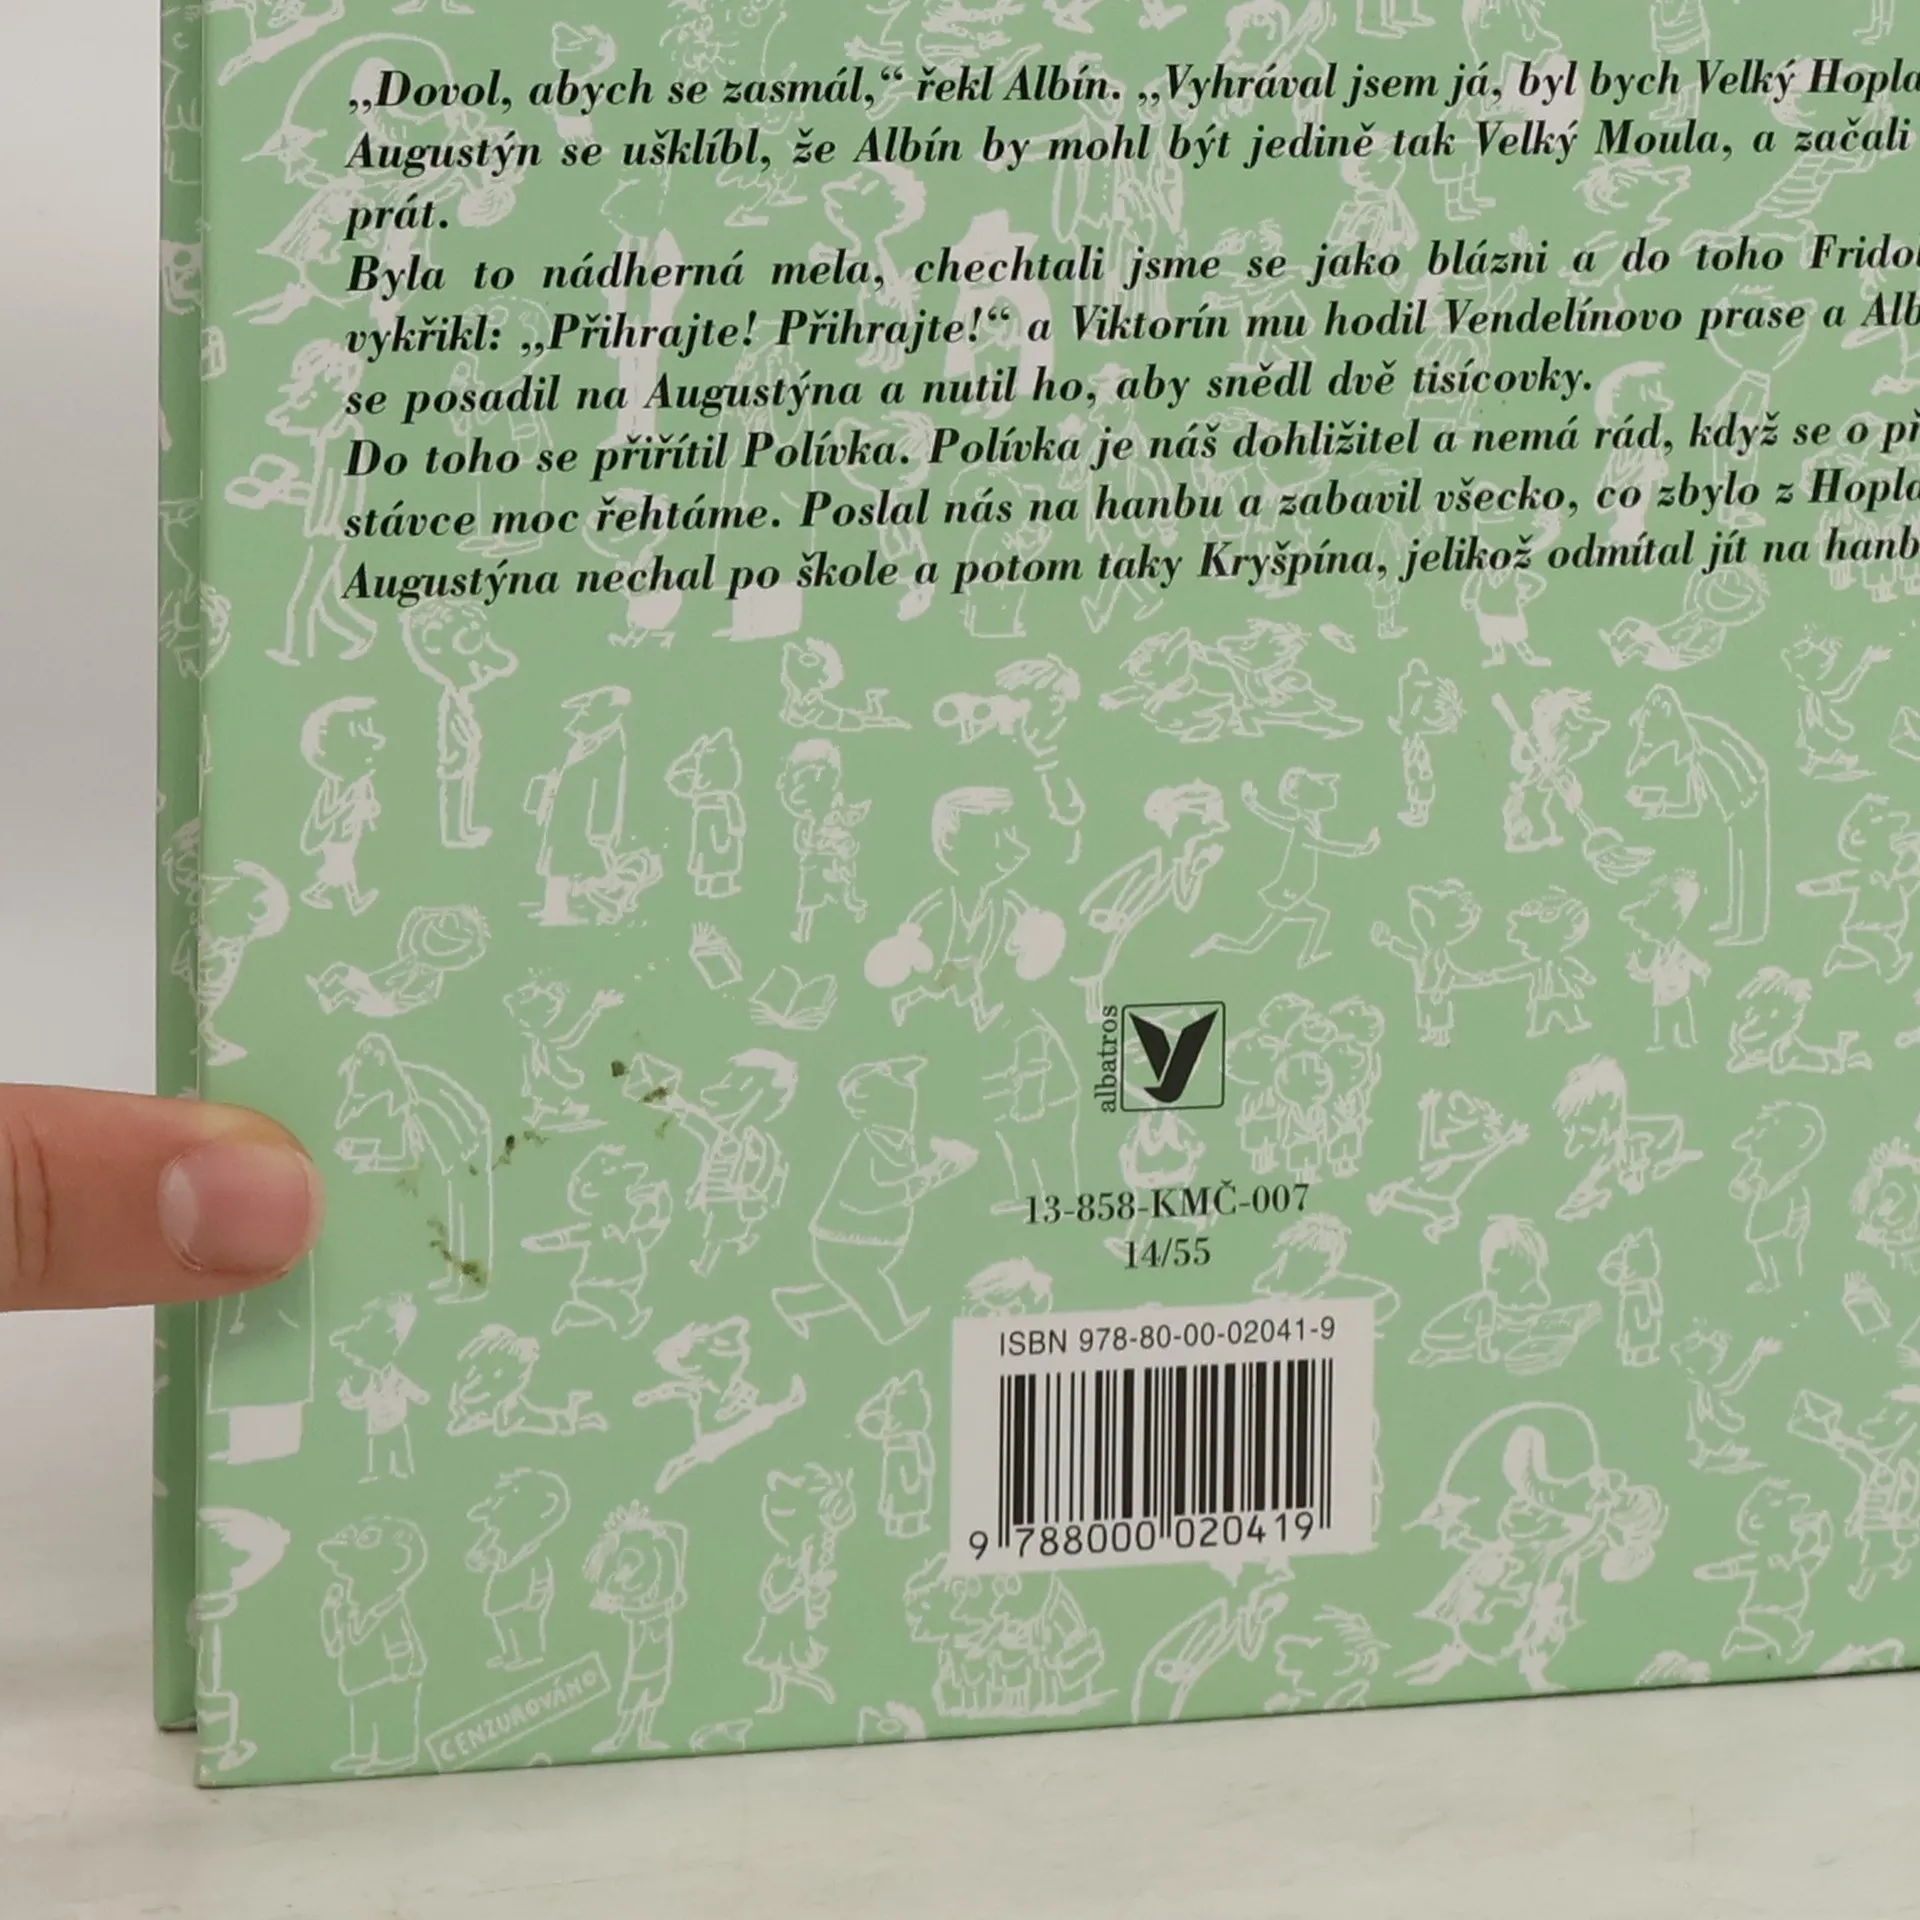 „Dovol, abych se zasmál,“ řekl Albín. „Vyhrával jsem já, byl bych Velký Hopla
Augustýn se ušklíbl, že Albín by mohl být jedině tak Velký Moula, a začali
prát.
Byla to nádherná mela, chechtali jsme se jako blázni a do toho Fridol
vykřikl: „Přihrajte! Přihrajte!“ a Viktorín mu hodil Vendelínovo prase a Alb
se posadil na Augustýna a nutil ho, aby snědl dvě tisícovky.
Do toho se přiřítil Polívka. Polívka je náš dohližitel a nemá rád, když se o př
stávce moc řehtáme. Poslal nás na hanbu a zabavil všecko, co zbylo z Hopla
Augustýna nechal po škole a potom taky Kryšpína, jelikož odmítal jít na hanb
albatros
13-858-KMČ-007
14/55
ISBN 978-80-00-02041-9
9 788000 020419
CENZUROVÁNO